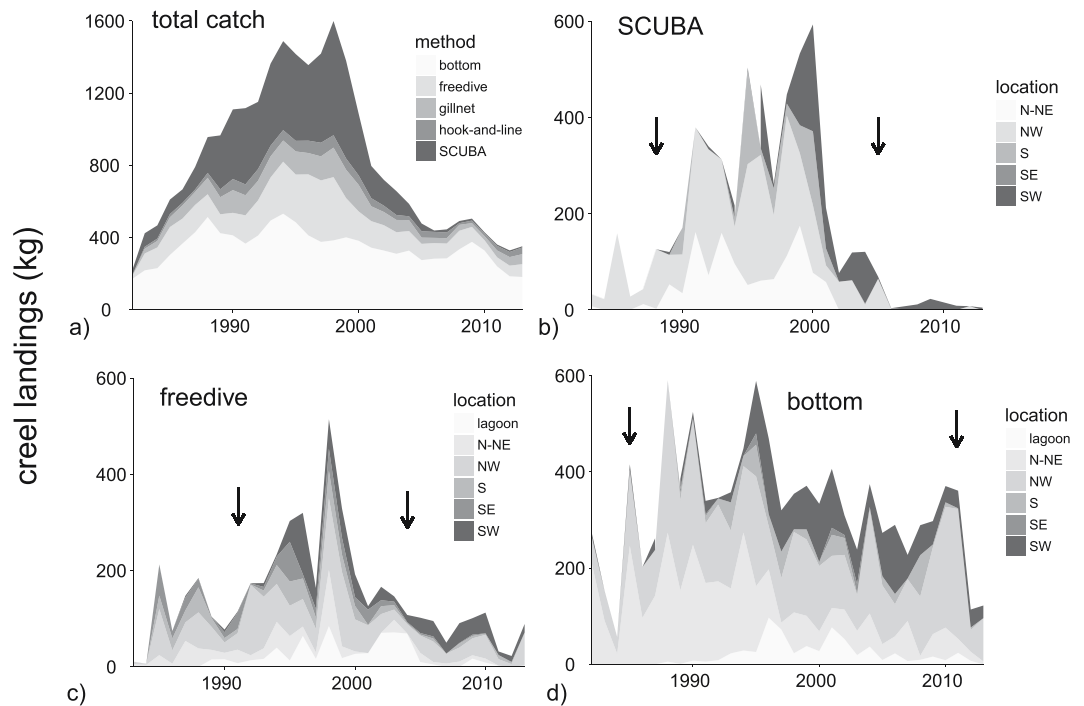 creel landings (kg)
total catch
1600
1200
800
400
0
1990
2000
2010
a)
method
bottom
freedive
gillnet
hook-and-line
SCUBA
SCUBA
600
400
200
0
1990
2000
2010
b)
location
N-NE
NW
S
SE
SW
freedive
600
400
200
0
1990
2000
2010
c)
location
lagoon
N-NE
NW
S
SE
SW
bottom
600
400
200
0
1990
2000
2010
d)
location
lagoon
N-NE
NW
S
SE
SW